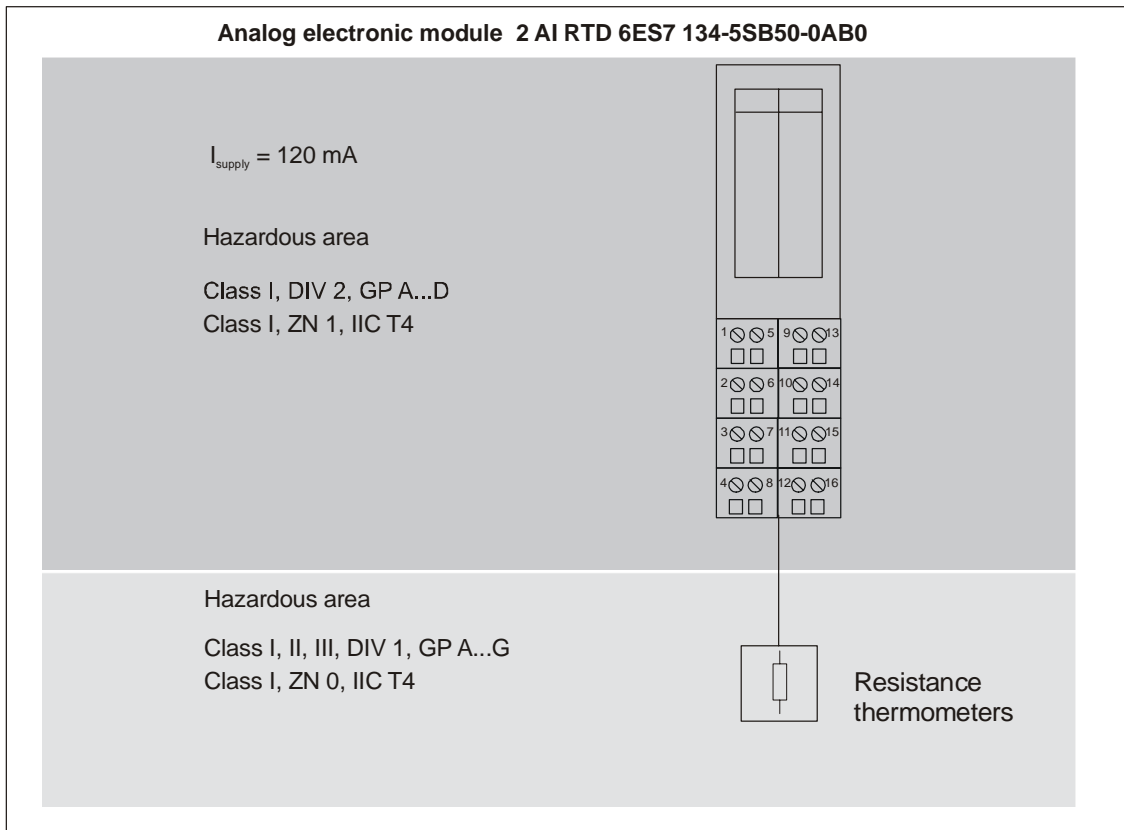 Analog electronic module 2 AI RTD 6ES7 134-5SB50-0AB0
I supply = 120 mA
Hazardous area
Class I, DIV 2, GP A...D
Class I, ZN 1, IIC T4
1 5 9 13
2 6 10 14
3 7 11 15
4 8 12 16
Hazardous area
Class I, II, III, DIV 1, GP A...G
Class I, ZN 0, IIC T4
Resistance
thermometers